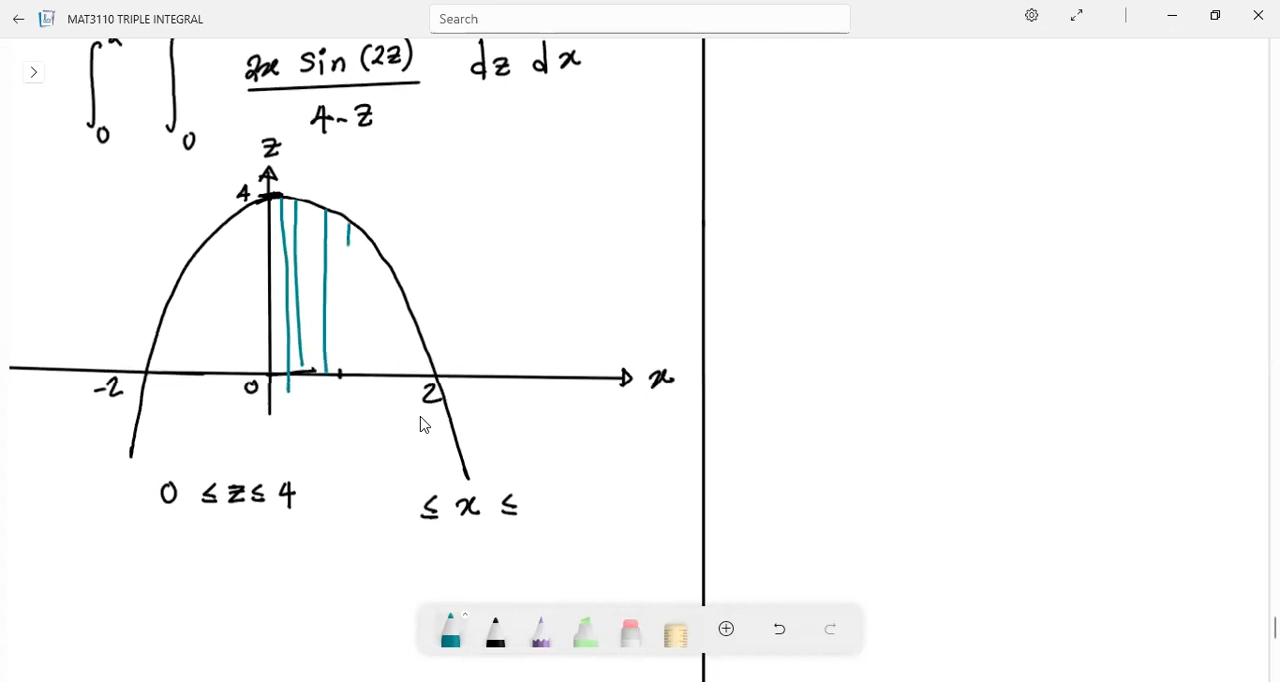 MAT3110 TRIPLE INTEGRAL
Search
∫ ∫ 2x sin (2z) / 4-z dz dx
0 0
z
4
-2 0 2 x
0 ≤ z ≤ 4 ≤ x ≤